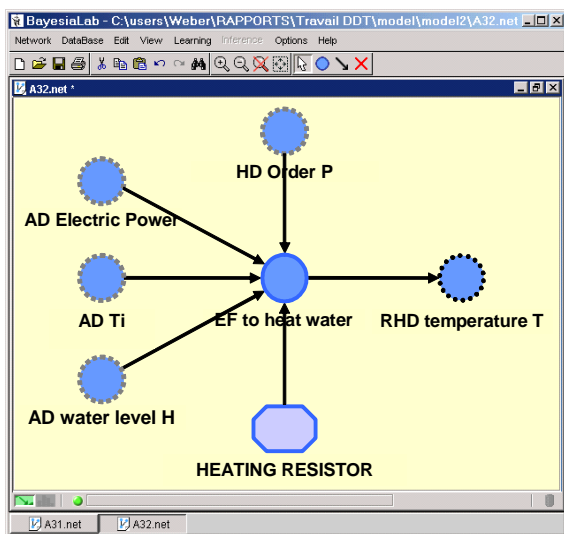 BayesiaLab - C:\users\Weber\RAPPORTS\Travail DDT\model\model2\A32.net
Network DataBase Edit View Learning Inference Options Help
A32.net *
HD Order P
AD Electric Power
AD Ti
EF to heat water
RHD temperature T
AD water level H
HEATING RESISTOR
A31.net A32.net